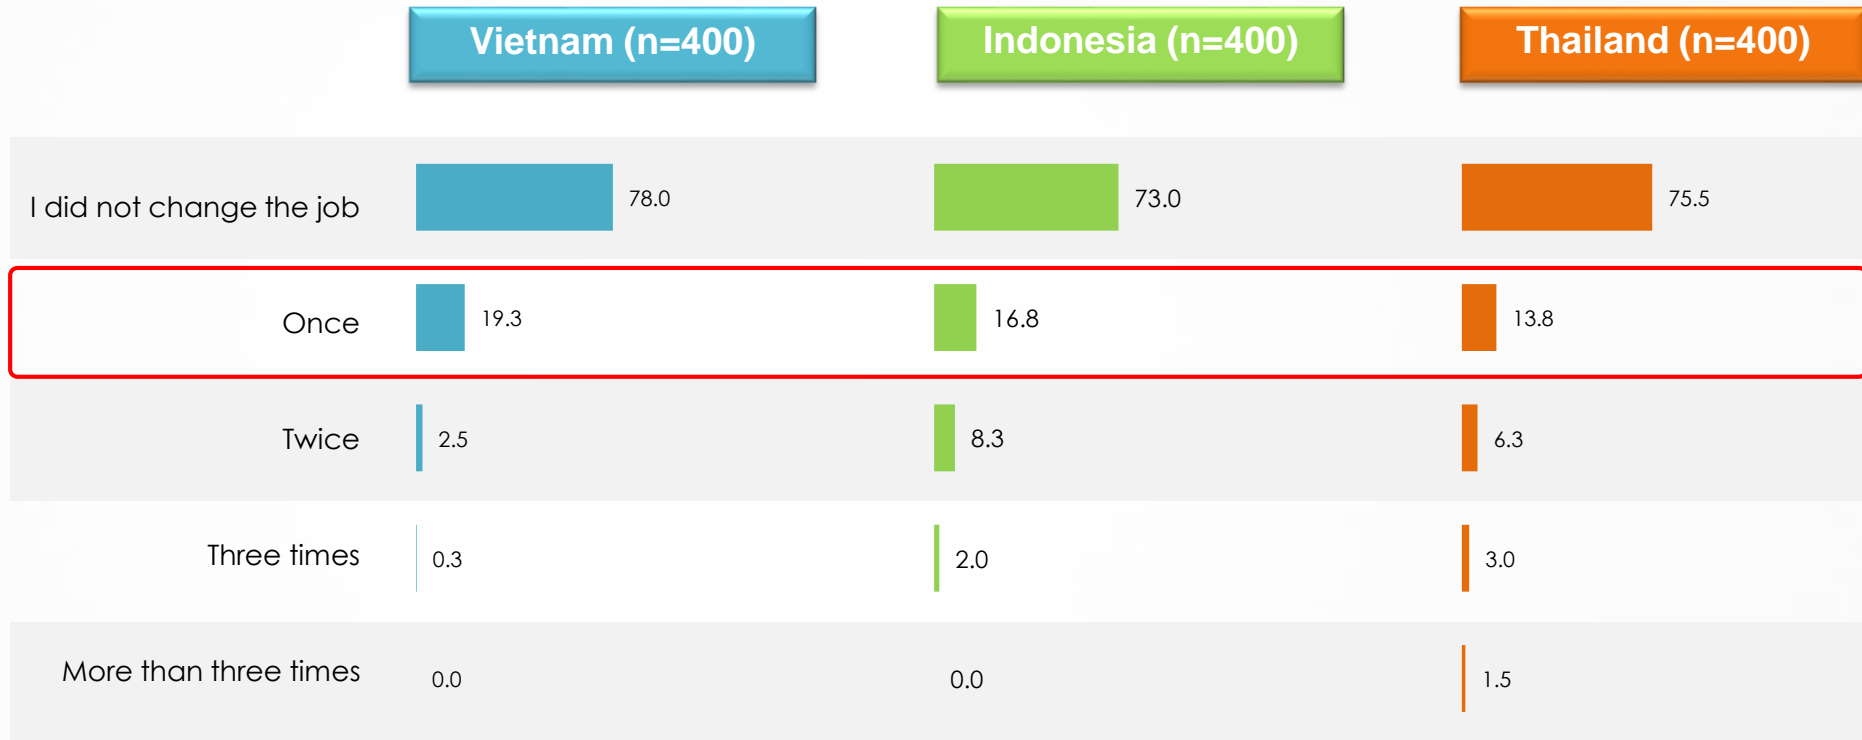 Vietnam (n=400) Indonesia (n=400) Thailand (n=400)
I did not change the job 78.0 73.0 75.5
Once 19.3 16.8 13.8
Twice 2.5 8.3 6.3
Three times 0.3 2.0 3.0
More than three times 0.0 0.0 1.5